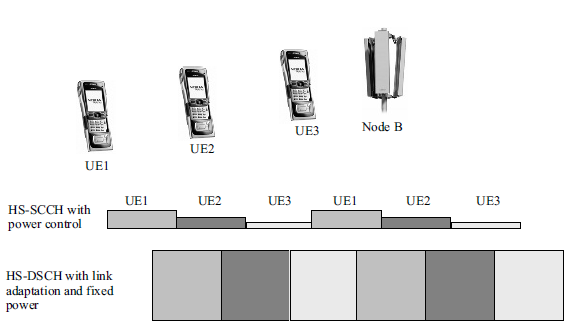 UE1
UE2
UE3
Node B
HS-SCCH with
power control
UE1 UE2 UE3 UE1 UE2 UE3
HS-DSCH with link
adaptation and fixed
power